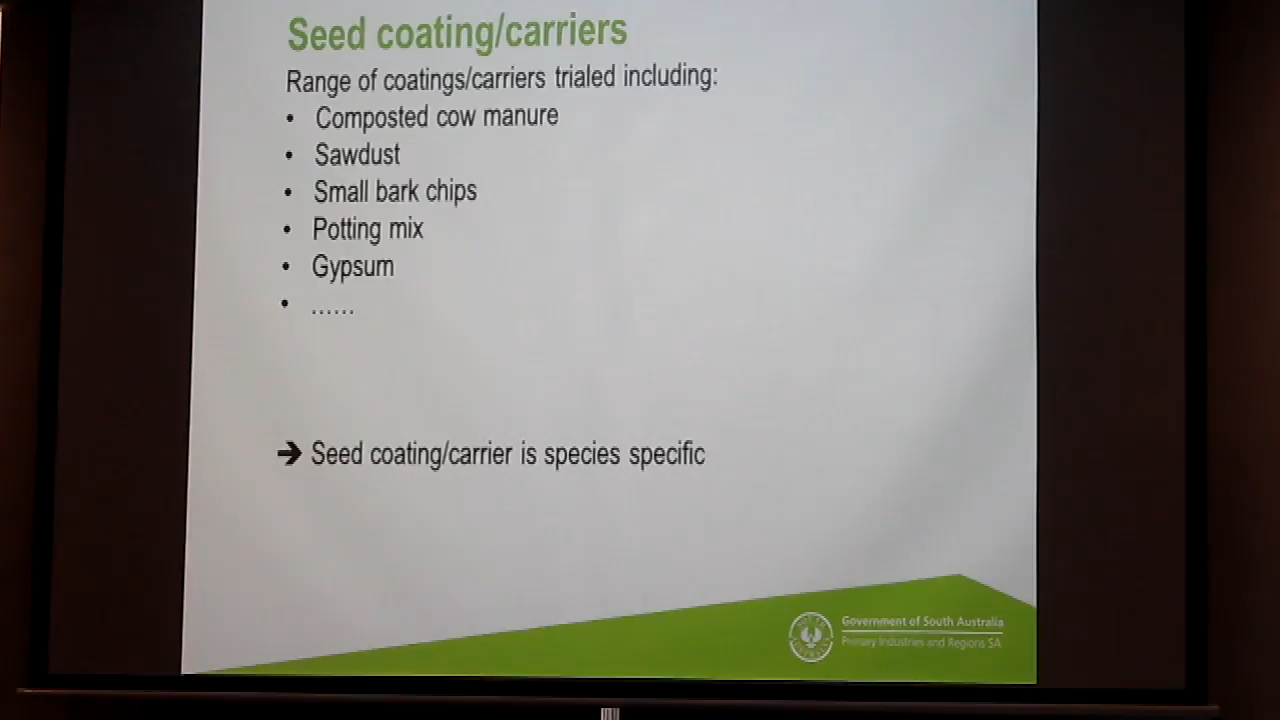 Seed coating/carriers
Range of coatings/carriers trialed including:
• Composted cow manure
• Sawdust
• Small bark chips
• Potting mix
• Gypsum
• ......
➔ Seed coating/carrier is species specific
Government of South Australia
Primary Industries and Regions SA